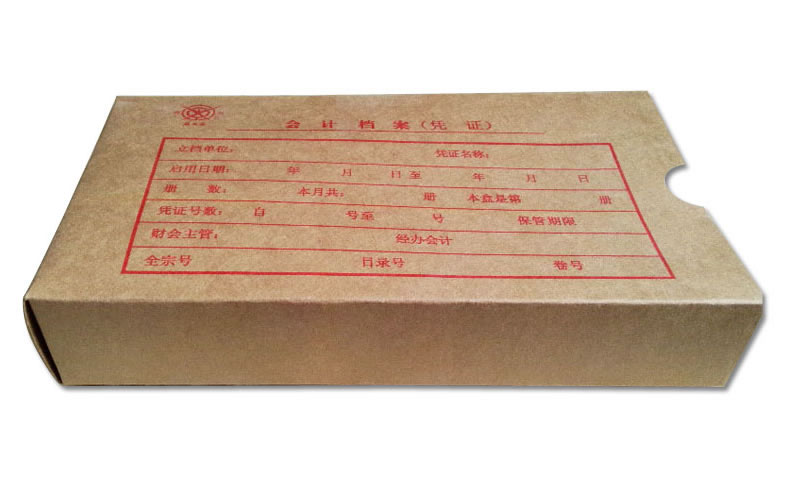 会计档案(凭证)
立档单位: 凭证名称:
启用日期: 年 月 日至 年 月 日
册 数: 本月共: 册 本盒是第 册
凭证号数: 自 号至 号 保管期限
财会主管: 经办会计
全宗号 目录号 卷号